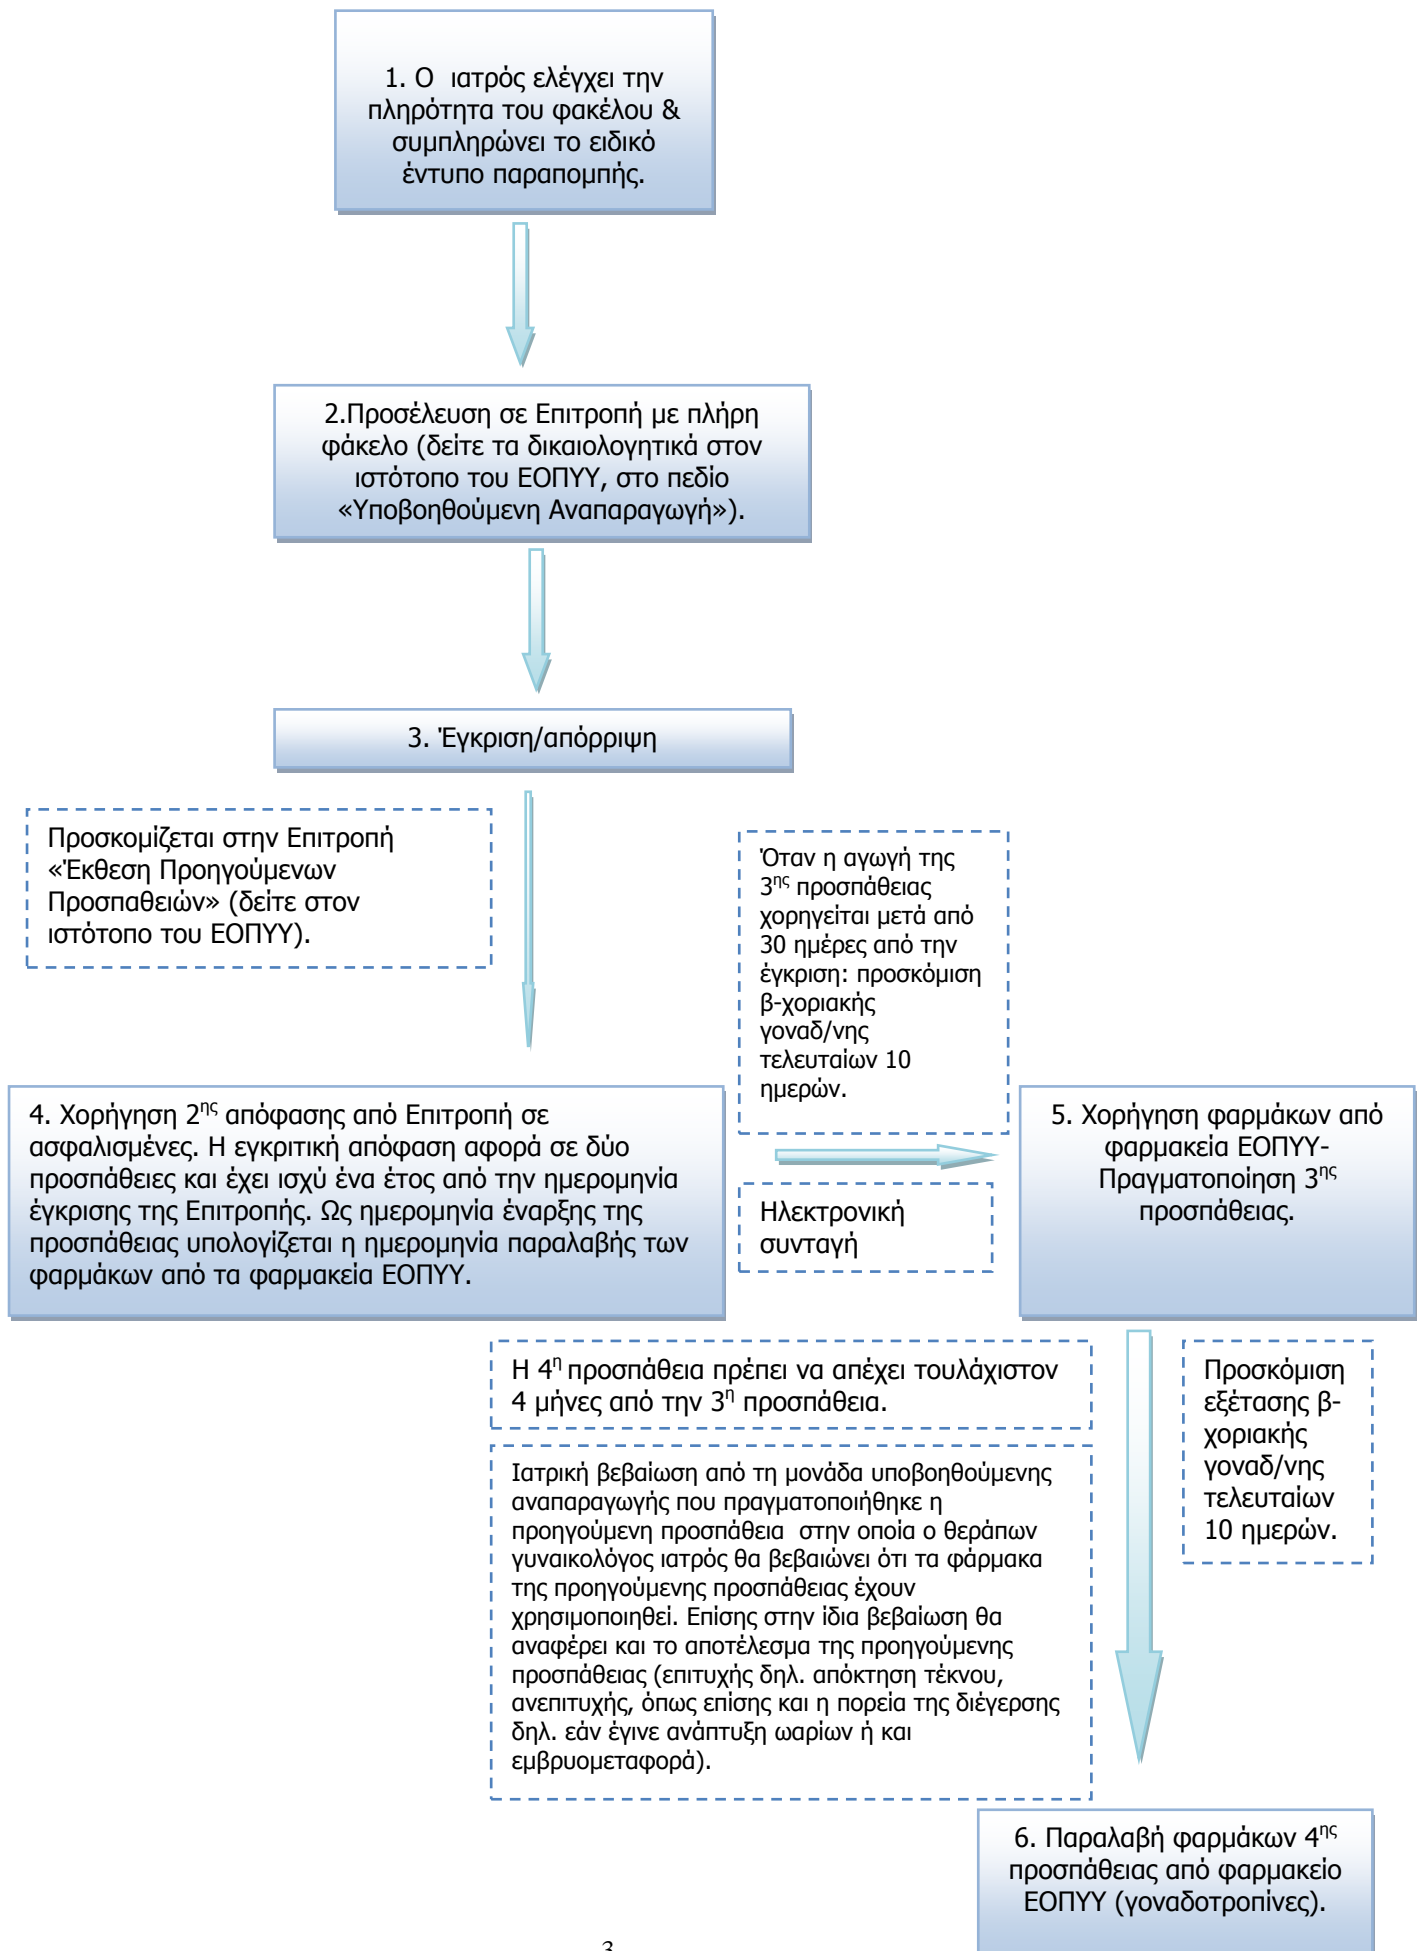 1. Ο ιατρός ελέγχει την
πληρότητα του φακέλου &
συμπληρώνει το ειδικό
έντυπο παραπομπής.
2.Προσέλευση σε Επιτροπή με πλήρη
φάκελο (δείτε τα δικαιολογητικά στον
ιστότοπο του ΕΟΠΥΥ, στο πεδίο
«Υποβοηθούμενη Αναπαραγωγή»).
3. Έγκριση/απόρριψη
Προσκομίζεται στην Επιτροπή
«Έκθεση Προηγούμενων
Προσπαθειών» (δείτε στον
ιστότοπο του ΕΟΠΥΥ).
Όταν η αγωγή της
3ης προσπάθειας
χορηγείται μετά από
30 ημέρες από την
έγκριση: προσκόμιση
β-χοριακής
γοναδ/νης
τελευταίων 10
ημερών.
4. Χορήγηση 2ης απόφασης από Επιτροπή σε
ασφαλισμένες. Η εγκριτική απόφαση αφορά σε δύο
προσπάθειες και έχει ισχύ ένα έτος από την ημερομηνία
έγκρισης της Επιτροπής. Ως ημερομηνία έναρξης της
προσπάθειας υπολογίζεται η ημερομηνία παραλαβής των
φαρμάκων από τα φαρμακεία ΕΟΠΥΥ.
Ηλεκτρονική
συνταγή
5. Χορήγηση φαρμάκων από
φαρμακεία ΕΟΠΥΥ-
Πραγματοποίηση 3ης
προσπάθειας.
Η 4η προσπάθεια πρέπει να απέχει τουλάχιστον
4 μήνες από την 3η προσπάθεια.
Ιατρική βεβαίωση από τη μονάδα υποβοηθούμενης
αναπαραγωγής που πραγματοποιήθηκε η
προηγούμενη προσπάθεια στην οποία ο θεράπων
γυναικολόγος ιατρός θα βεβαιώνει ότι τα φάρμακα
της προηγούμενης προσπάθειας έχουν
χρησιμοποιηθεί. Επίσης στην ίδια βεβαίωση θα
αναφέρει και το αποτέλεσμα της προηγούμενης
προσπάθειας (επιτυχής δηλ. απόκτηση τέκνου,
ανεπιτυχής, όπως επίσης και η πορεία της διέγερσης
δηλ. εάν έγινε ανάπτυξη ωαρίων ή και
εμβρυομεταφορά).
Προσκόμιση
εξέτασης β-
χοριακής
γοναδ/νης
τελευταίων
10 ημερών.
6. Παραλαβή φαρμάκων 4ης
προσπάθειας από φαρμακείο
ΕΟΠΥΥ (γοναδοτροπίνες).
3